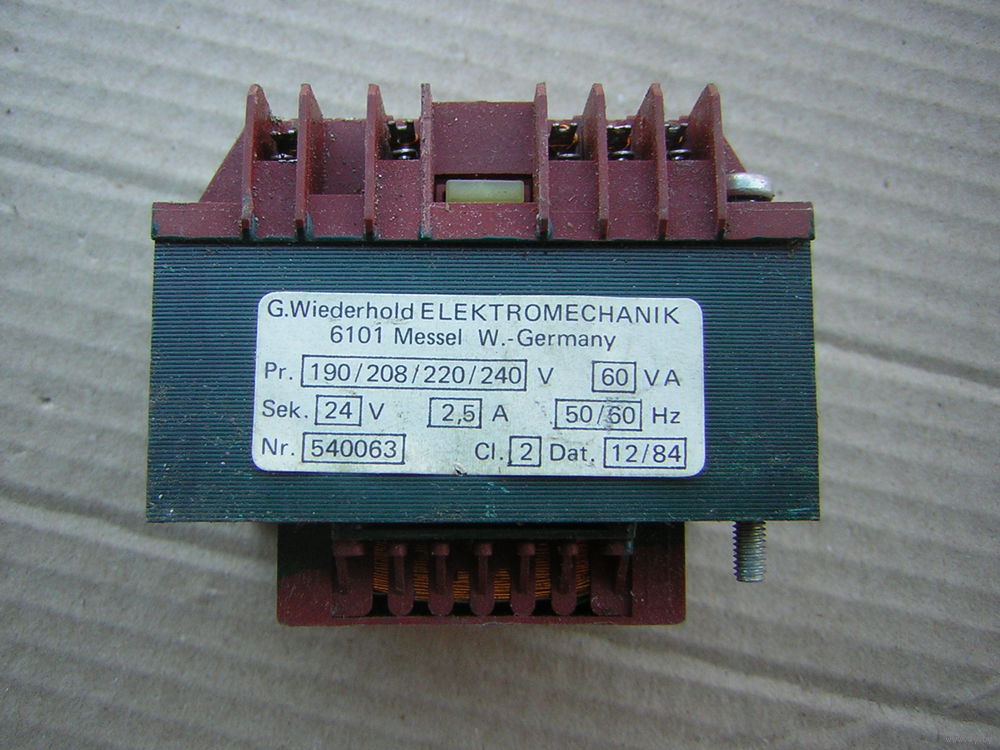 G.Wiederhold ELEKTROMECHANIK
6101 Messel W.-Germany
Pr. 190/208/220/240 V 60 VA
Sek. 24 V 2,5 A 50/60 Hz
Nr. 540063 Cl. 2 Dat. 12/84